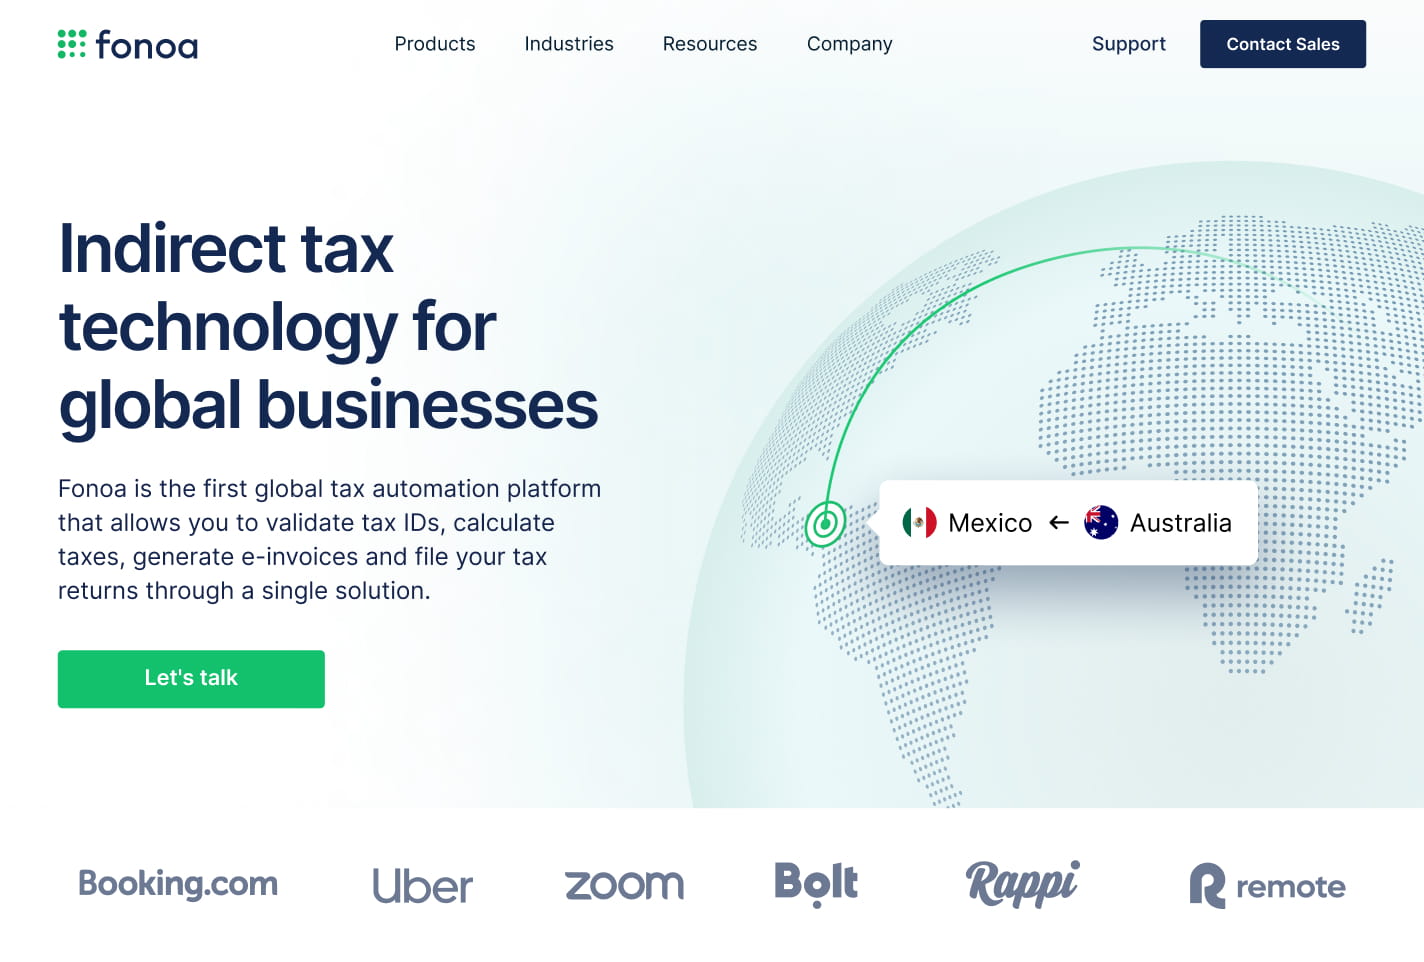 fonoa
Products
Industries
Resources
Company
Support
Contact Sales
Indirect tax
technology for
global businesses
Fonoa is the first global tax automation platform
that allows you to validate tax IDs, calculate
taxes, generate e-invoices and file your tax
returns through a single solution.
Let's talk
Mexico ← Australia
Booking.com
Uber
zoom
Bolt
Rappi
remote